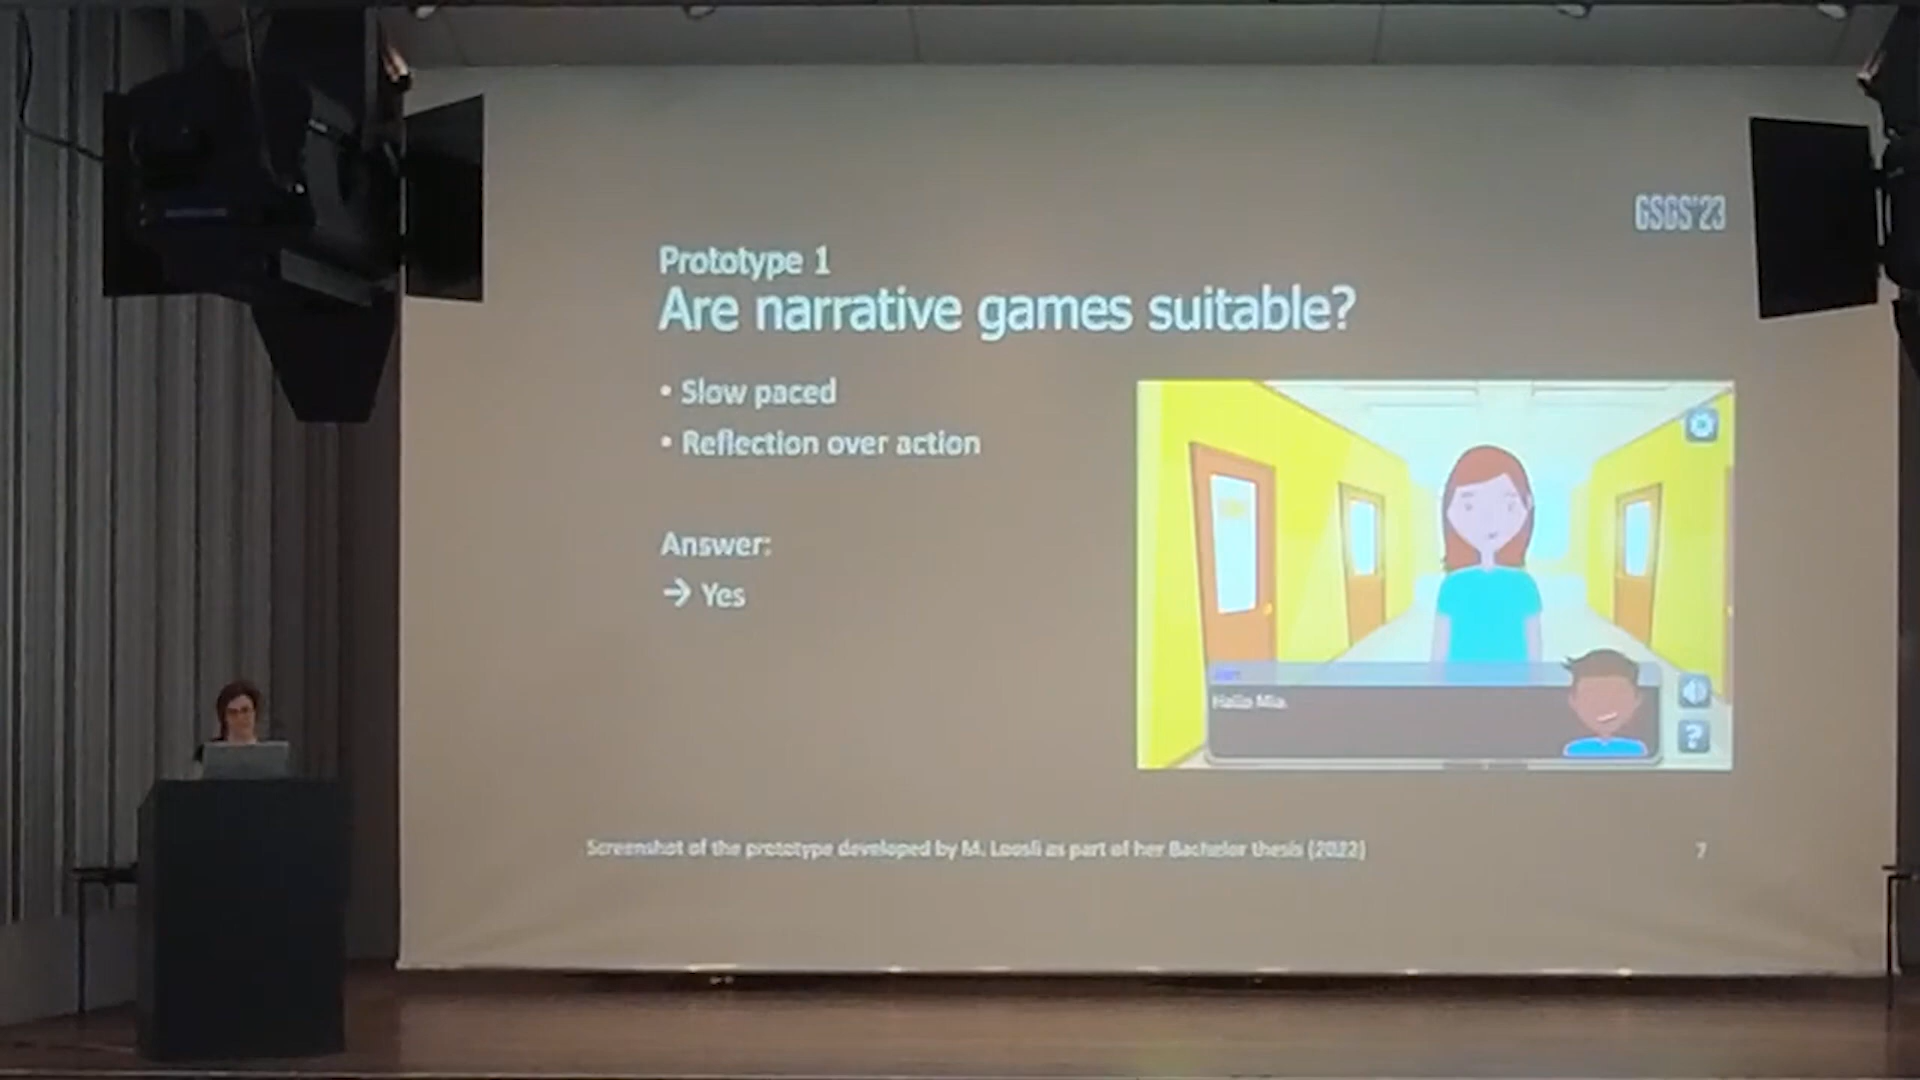 GSGS'23
Prototype 1
Are narrative games suitable?
• Slow paced
• Reflection over action
Answer:
→ Yes
Hallo Mia.
?
Screenshot of the prototype developed by M. Loosli as part of her Bachelor thesis (2022)
7